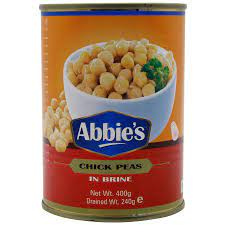 Abbie's
CHICK PEAS
IN BRINE
Net Wt. 400g
Drained Wt. 240g ℮